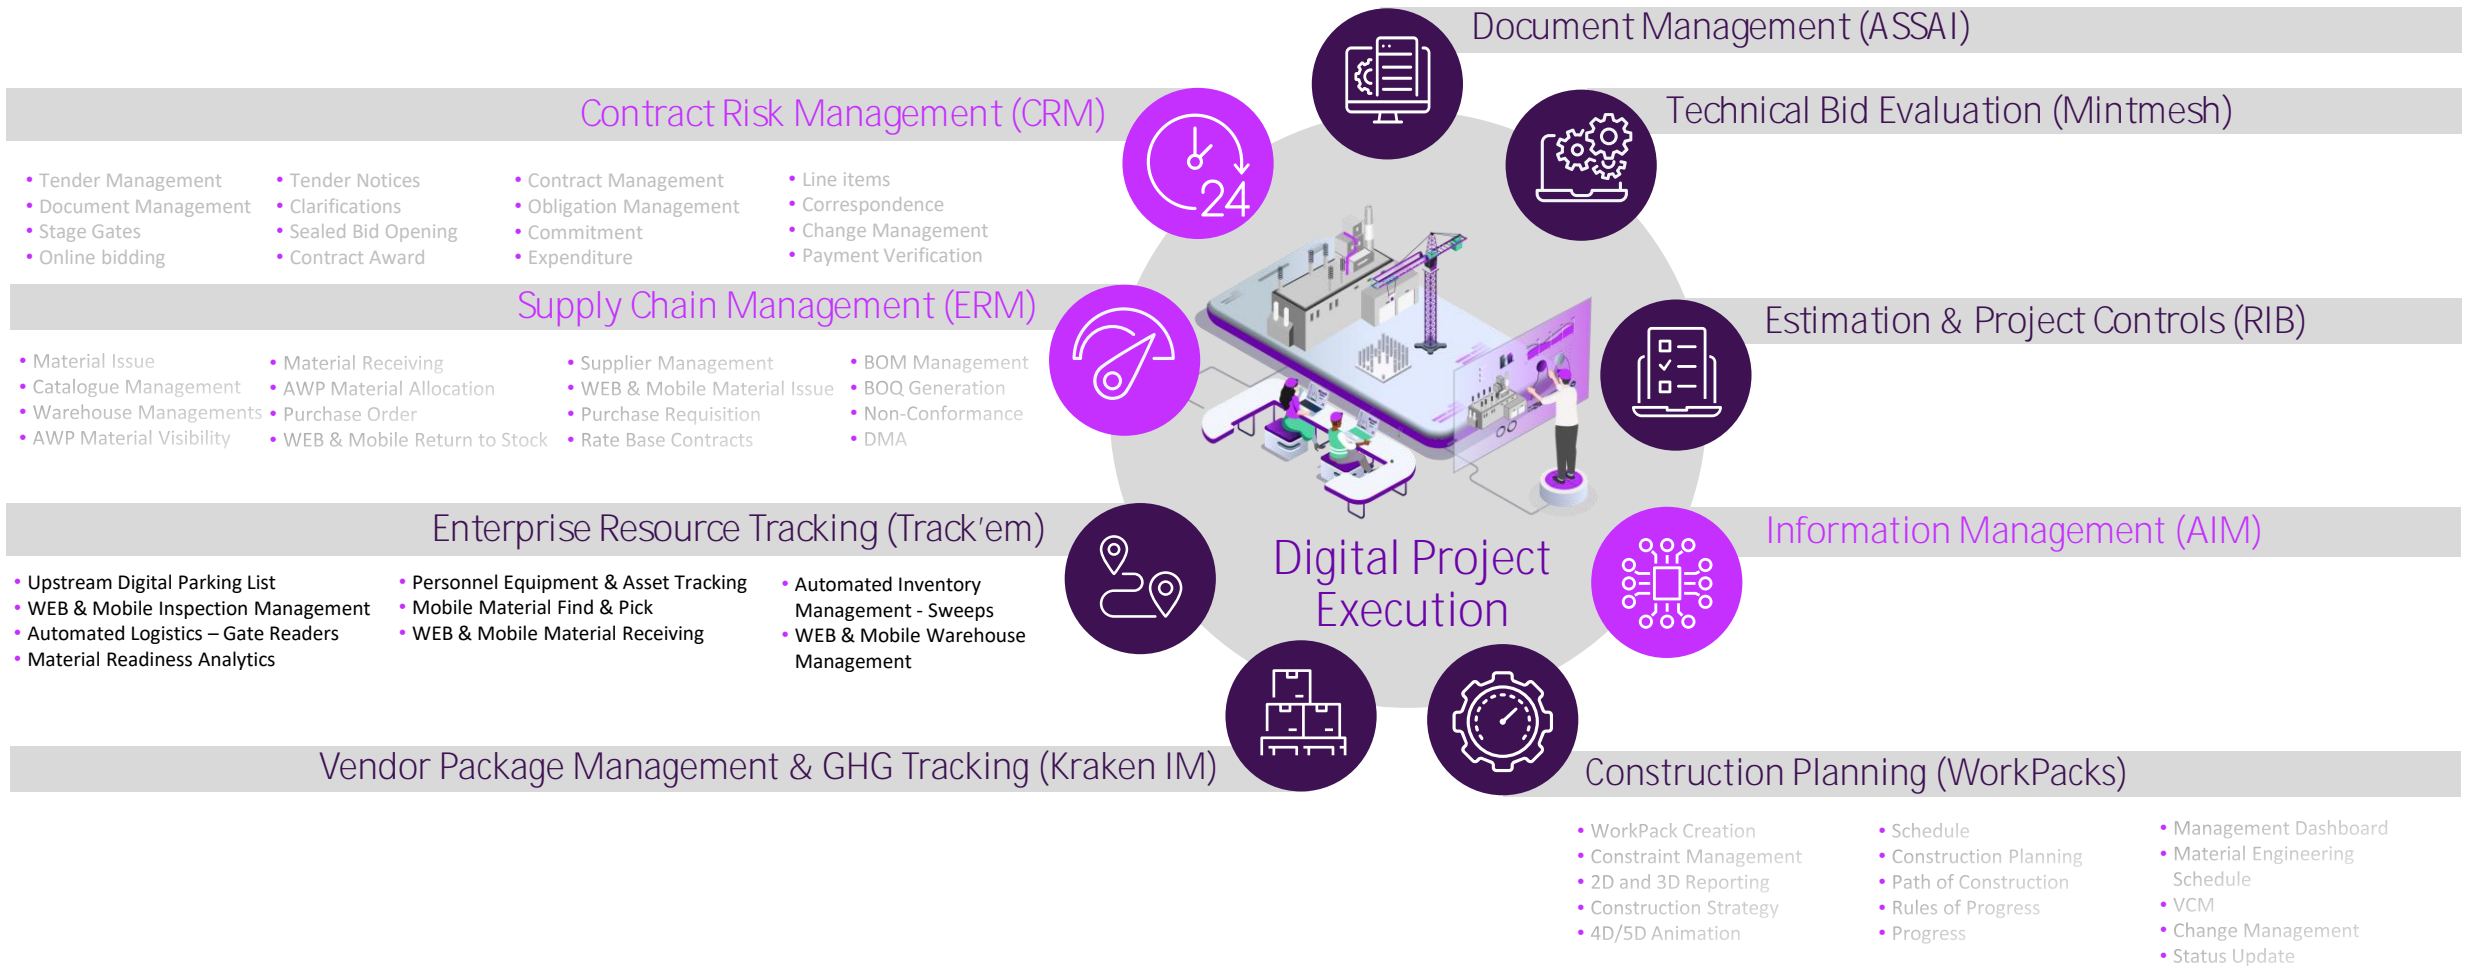 Document Management (ASSAI)
Technical Bid Evaluation (Mintmesh)
Contract Risk Management (CRM)
• Tender Management
• Document Management
• Stage Gates
• Online bidding
• Tender Notices
• Clarifications
• Sealed Bid Opening
• Contract Award
• Contract Management
• Obligation Management
• Commitment
• Expenditure
• Line items
• Correspondence
• Change Management
• Payment Verification
24
Supply Chain Management (ERM)
• Material Issue
• Catalogue Management
• Warehouse Managements
• AWP Material Visibility
• Material Receiving
• AWP Material Allocation
• Purchase Order
• WEB & Mobile Return to Stock
• Supplier Management
• WEB & Mobile Material Issue
• Purchase Requisition
• Rate Base Contracts
• BOM Management
• BOQ Generation
• Non-Conformance
• DMA
Estimation & Project Controls (RIB)
Enterprise Resource Tracking (Track'em)
• Upstream Digital Parking List
• WEB & Mobile Inspection Management
• Automated Logistics – Gate Readers
• Material Readiness Analytics
• Personnel Equipment & Asset Tracking
• Mobile Material Find & Pick
• WEB & Mobile Material Receiving
• Automated Inventory
Management - Sweeps
• WEB & Mobile Warehouse
Management
Digital Project
Execution
Information Management (AIM)
Vendor Package Management & GHG Tracking (Kraken IM)
Construction Planning (WorkPacks)
• WorkPack Creation
• Constraint Management
• 2D and 3D Reporting
• Construction Strategy
• 4D/5D Animation
• Schedule
• Construction Planning
• Path of Construction
• Rules of Progress
• Progress
• Management Dashboard
• Material Engineering
Schedule
• VCM
• Change Management
• Status Update